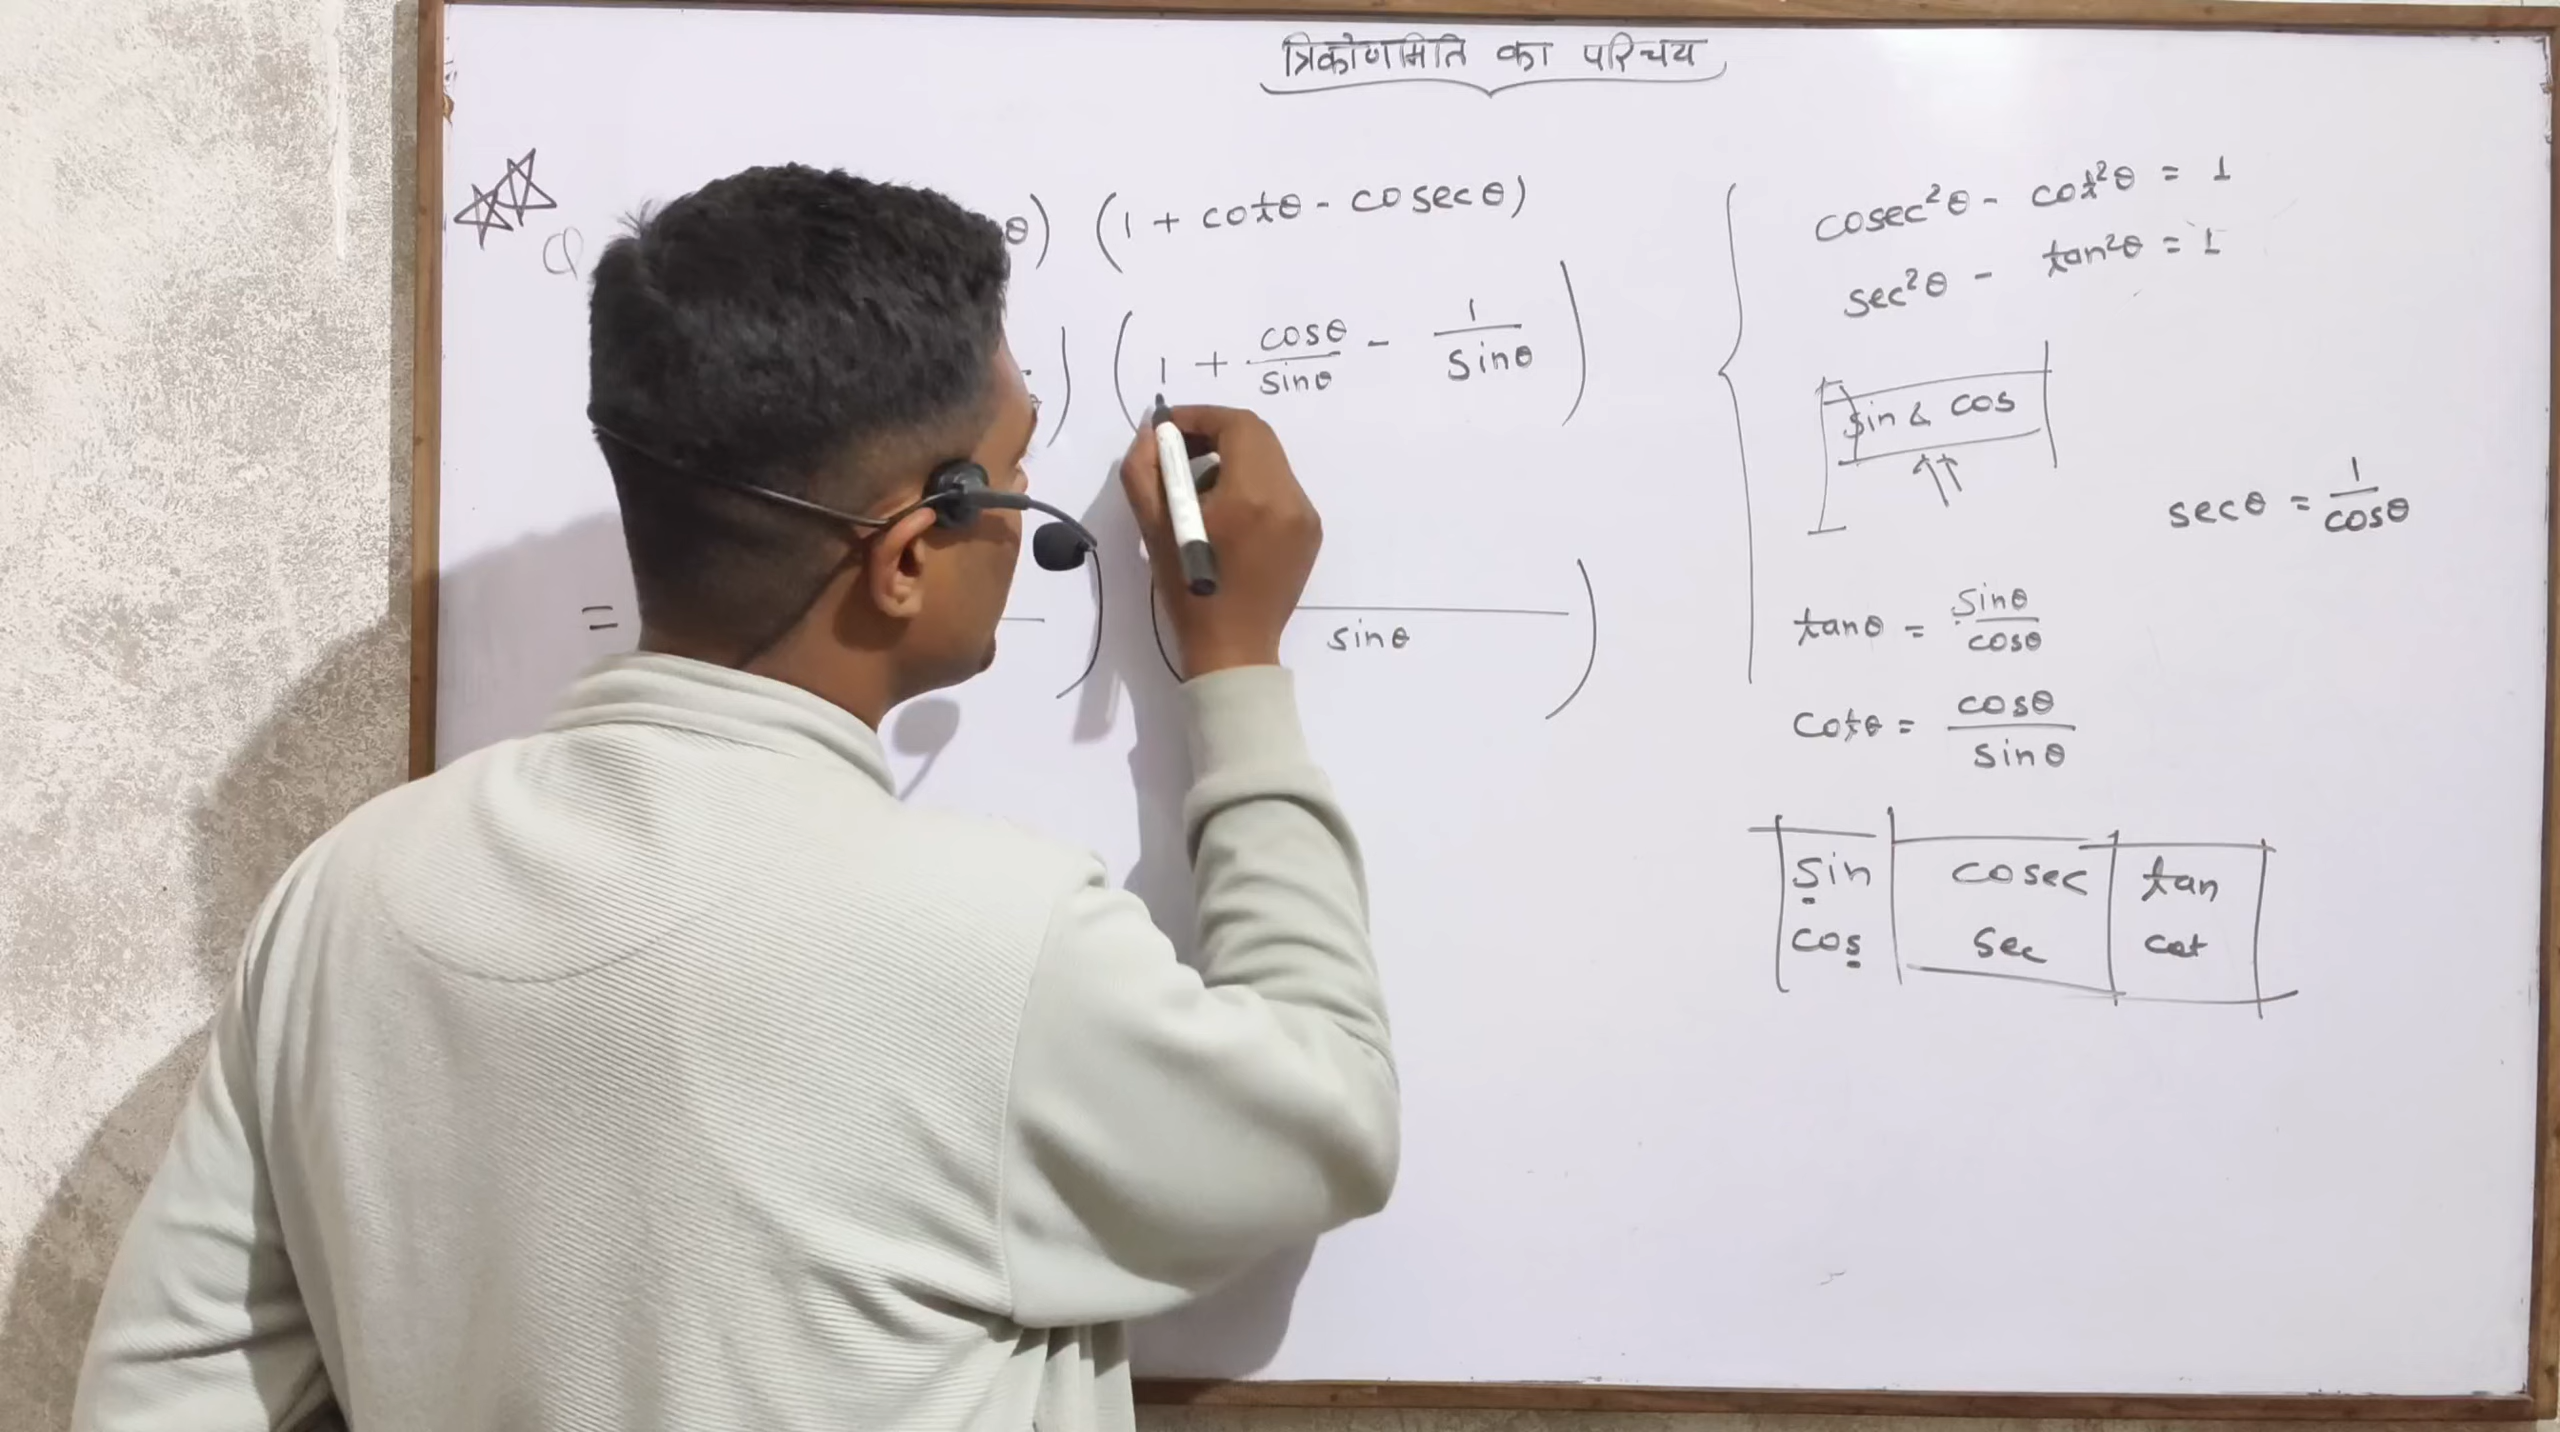 त्रिकोणमिति का परिचय
Q
θ) (1 + cotθ - cosecθ)
) (1 + cosθ/sinθ - 1/sinθ)
=
) ( /sinθ)
cosec²θ - cot²θ = 1
sec²θ - tan²θ = 1
sin & cos
secθ = 1/cosθ
tanθ = sinθ/cosθ
cotθ = cosθ/sinθ
sin cosec tan
cos sec cot